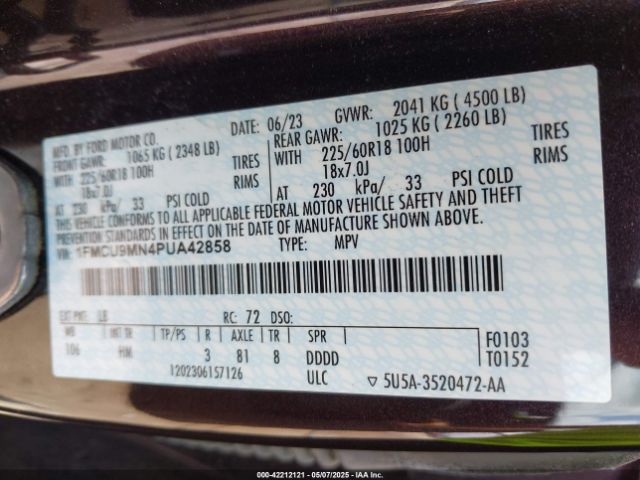 MFD. BY FORD MOTOR CO.
DATE: 06/23 GVWR: 2041 KG ( 4500 LB)
FRONT GAWR: 1065 KG ( 2348 LB) REAR GAWR: 1025 KG ( 2260 LB)
WITH 225/60R18 100H TIRES WITH 225/60R18 100H TIRES
18x7.0J RIMS 18x7.0J RIMS
AT 230 kPa/ 33 PSI COLD AT 230 kPa/ 33 PSI COLD
THIS VEHICLE CONFORMS TO ALL APPLICABLE FEDERAL MOTOR VEHICLE SAFETY AND THEFT
PREVENTION STANDARDS IN EFFECT ON THE DATE OF MANUFACTURE SHOWN ABOVE.
VIN: 1FMCU9MN4PUA42858 TYPE: MPV
EXT PNT: LB RC: 72 DSO:
WB INT TR TP/PS R AXLE TR SPR F0103
106 HM 3 81 8 DDDD T0152
1202306157126 ULC 5U5A-3520472-AA
000-42212121 - 05/07/2025 - IAA Inc.